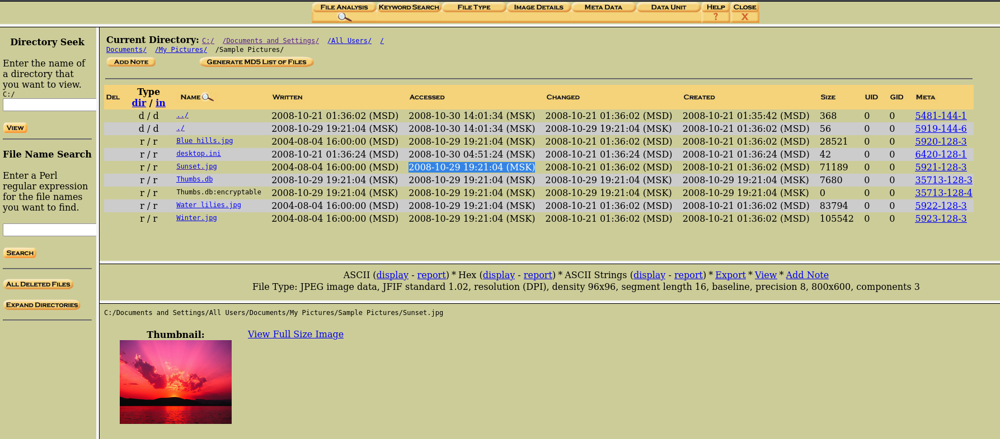 FILE ANALYSIS KEYWORD SEARCH FILE TYPE IMAGE DETAILS META DATA DATA UNIT HELP CLOSE
? X
Directory Seek
Enter the name of
a directory that
you want to view.
C:/
VIEW
File Name Search
Enter a Perl
regular expression
for the file names
you want to find.
SEARCH
ALL DELETED FILES
EXPAND DIRECTORIES
Current Directory: C:/ /Documents and Settings/ /All Users/ /
Documents/ /My Pictures/ /Sample Pictures/
ADD NOTE GENERATE MD5 LIST OF FILES
DEL Type dir / in NAME WRITTEN ACCESSED CHANGED CREATED SIZE UID GID META
d / d ../ 2008-10-21 01:36:02 (MSD) 2008-10-30 14:01:34 (MSK) 2008-10-21 01:36:02 (MSD) 2008-10-21 01:35:42 (MSD) 368 0 0 5481-144-1
d / d ./ 2008-10-29 19:21:04 (MSK) 2008-10-30 14:01:34 (MSK) 2008-10-29 19:21:04 (MSK) 2008-10-21 01:36:02 (MSD) 56 0 0 5919-144-6
r / r Blue hills.jpg 2004-08-04 16:00:00 (MSD) 2008-10-29 19:21:04 (MSK) 2008-10-21 01:36:02 (MSD) 2008-10-21 01:36:02 (MSD) 28521 0 0 5920-128-3
r / r desktop.ini 2008-10-21 01:36:24 (MSD) 2008-10-30 04:51:24 (MSK) 2008-10-21 01:36:24 (MSD) 2008-10-21 01:36:24 (MSD) 42 0 0 6420-128-1
r / r Sunset.jpg 2004-08-04 16:00:00 (MSD) 2008-10-29 19:21:04 (MSK) 2008-10-21 01:36:02 (MSD) 2008-10-21 01:36:02 (MSD) 71189 0 0 5921-128-3
r / r Thumbs.db 2008-10-29 19:21:04 (MSK) 2008-10-29 19:21:04 (MSK) 2008-10-29 19:21:04 (MSK) 2008-10-29 19:21:04 (MSK) 7680 0 0 35713-128-3
r / r Thumbs.db:encryptable 2008-10-29 19:21:04 (MSK) 2008-10-29 19:21:04 (MSK) 2008-10-29 19:21:04 (MSK) 2008-10-29 19:21:04 (MSK) 0 0 0 35713-128-4
r / r Water lilies.jpg 2004-08-04 16:00:00 (MSD) 2008-10-29 19:21:04 (MSK) 2008-10-21 01:36:02 (MSD) 2008-10-21 01:36:02 (MSD) 83794 0 0 5922-128-3
r / r Winter.jpg 2004-08-04 16:00:00 (MSD) 2008-10-29 19:21:04 (MSK) 2008-10-21 01:36:02 (MSD) 2008-10-21 01:36:02 (MSD) 105542 0 0 5923-128-3
ASCII (display - report) * Hex (display - report) * ASCII Strings (display - report) * Export * View * Add Note
File Type: JPEG image data, JFIF standard 1.02, resolution (DPI), density 96x96, segment length 16, baseline, precision 8, 800x600, components 3
C:/Documents and Settings/All Users/Documents/My Pictures/Sample Pictures/Sunset.jpg
Thumbnail: View Full Size Image